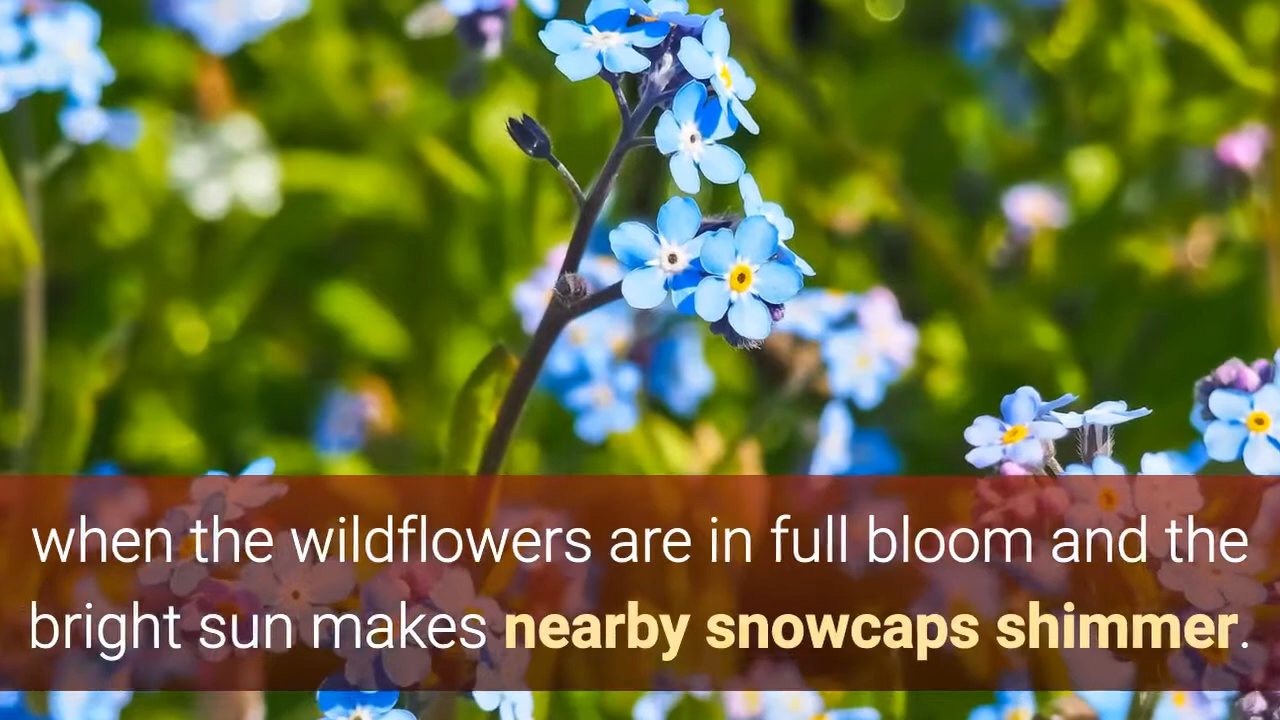 when the wildflowers are in full bloom and the
bright sun makes nearby snowcaps shimmer.